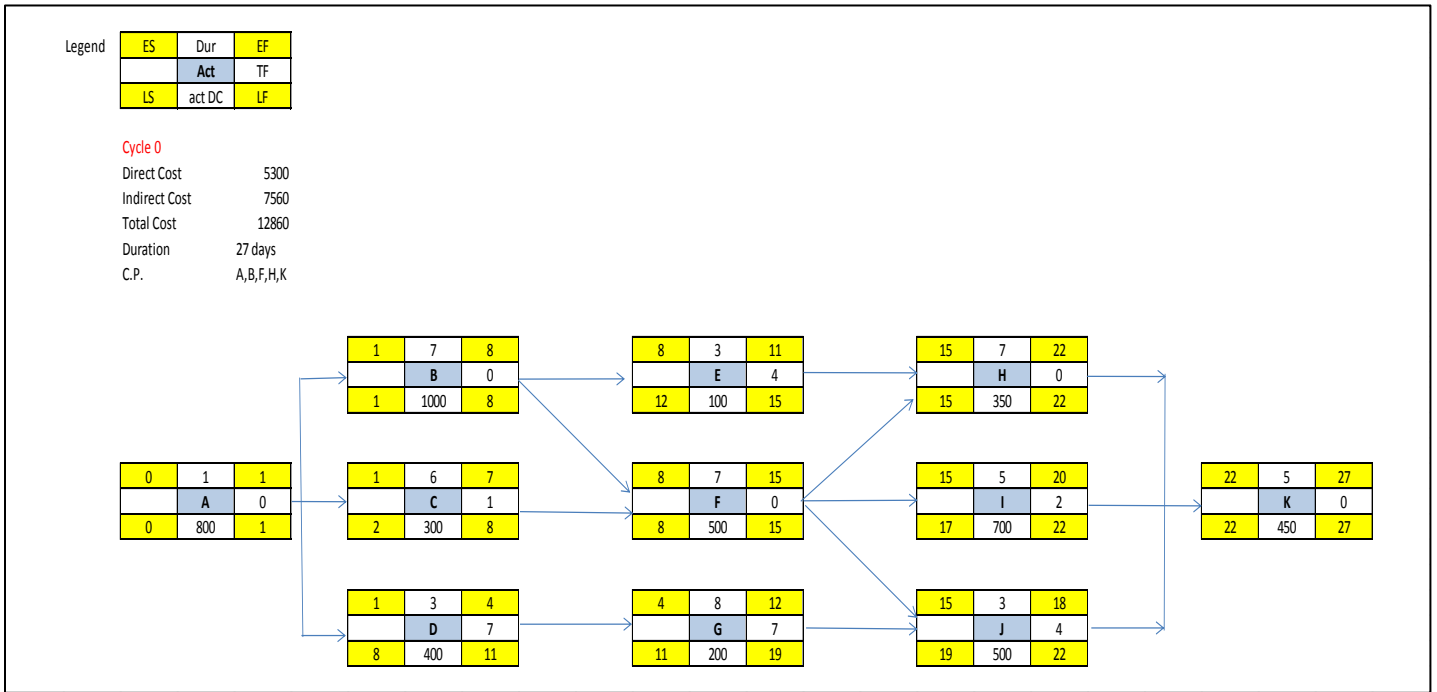 Legend ES Dur EF
Act TF
LS act DC LF
Cycle 0
Direct Cost 5300
Indirect Cost 7560
Total Cost 12860
Duration 27 days
C.P. A,B,F,H,K
1 7 8 8 3 11 15 7 22
B 0 E 4 H 0
1 1000 8 12 100 15 15 350 22
0 1 1 1 6 7 8 7 15 15 5 20 22 5 27
A 0 C 1 F 0 I 2 K 0
0 800 1 2 300 8 8 500 15 17 700 22 22 450 27
1 3 4 4 8 12 15 3 18
D 7 G 7 J 4
8 400 11 11 200 19 19 500 22